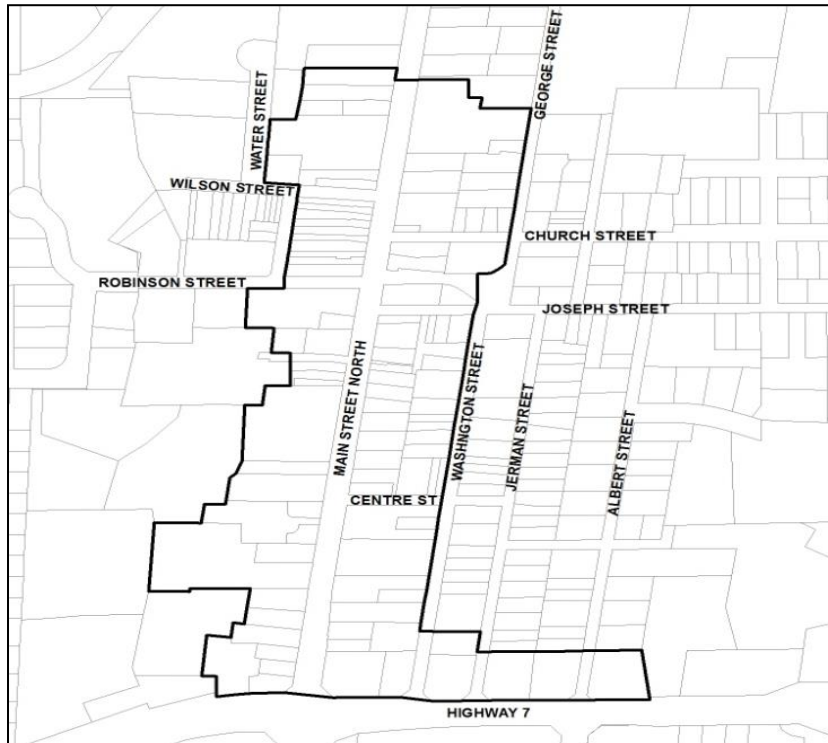 GEORGE STREET
WATER STREET
WILSON STREET
CHURCH STREET
ROBINSON STREET
JOSEPH STREET
MAIN STREET NORTH
WASHNGTON STREET
JERMAN STREET
ALBERT STREET
CENTRE ST
HIGHWAY 7